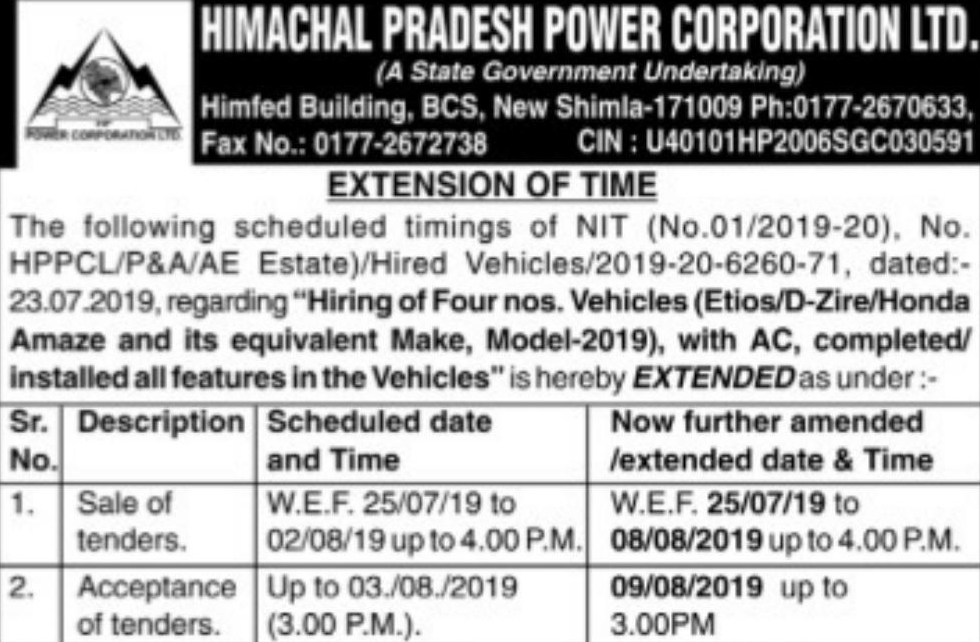 HIMACHAL PRADESH POWER CORPORATION LTD.
(A State Government Undertaking)
Himfed Building, BCS, New Shimla-171009 Ph:0177-2670633,
Fax No.: 0177-2672738 CIN : U40101HP2006SGC030591
HP
POWER CORPORATION LTD.
EXTENSION OF TIME
The following scheduled timings of NIT (No.01/2019-20), No.
HPPCL/P&A/AE Estate)/Hired Vehicles/2019-20-6260-71, dated:-
23.07.2019, regarding "Hiring of Four nos. Vehicles (Etios/D-Zire/Honda
Amaze and its equivalent Make, Model-2019), with AC, completed/
installed all features in the Vehicles" is hereby EXTENDED as under :-
Sr. Description Scheduled date Now further amended
No. and Time /extended date & Time
1. Sale of W.E.F. 25/07/19 to W.E.F. 25/07/19 to
tenders. 02/08/19 up to 4.00 P.M. 08/08/2019 up to 4.00 P.M.
2. Acceptance Up to 03./08./2019 09/08/2019 up to
of tenders. (3.00 P.M.). 3.00PM